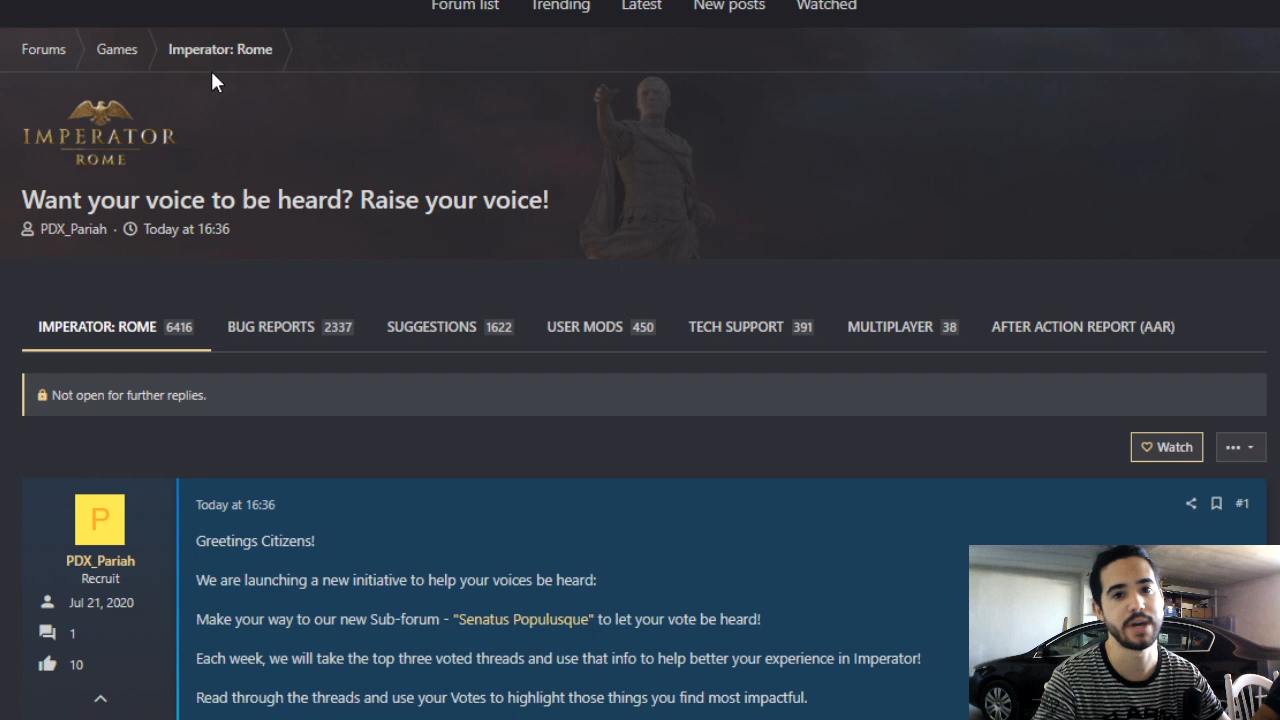 Forum list Trending Latest New posts Watched
Forums Games Imperator: Rome
IMPERATOR
ROME
Want your voice to be heard? Raise your voice!
PDX_Pariah · Today at 16:36
IMPERATOR: ROME 6416 BUG REPORTS 2337 SUGGESTIONS 1622 USER MODS 450 TECH SUPPORT 391 MULTIPLAYER 38 AFTER ACTION REPORT (AAR)
Not open for further replies.
Watch
P
PDX_Pariah
Recruit
Jul 21, 2020
1
10
Today at 16:36 #1
Greetings Citizens!
We are launching a new initiative to help your voices be heard:
Make your way to our new Sub-forum - "Senatus Populusque" to let your vote be heard!
Each week, we will take the top three voted threads and use that info to help better your experience in Imperator!
Read through the threads and use your Votes to highlight those things you find most impactful.